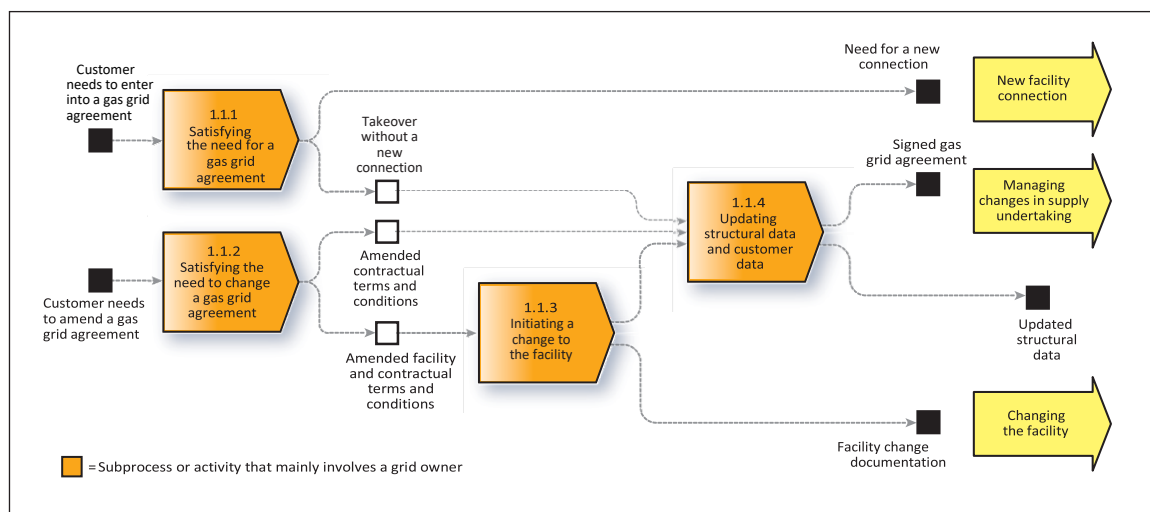 Customer
needs to enter
into a gas grid
agreement
1.1.1
Satisfying
the need for a
gas grid
agreement
Takeover
without a
new
connection
Need for a new
connection
New facility
connection
Signed gas
grid agreement
Managing
changes in supply
undertaking
1.1.4
Updating
structural data
and customer
data
1.1.2
Satisfying the
need to change
a gas grid
agreement
Customer needs
to amend a gas
grid agreement
Amended
contractual
terms and
conditions
1.1.3
Initiating a
change to
the facility
Updated
structural
data
Amended facility
and contractual
terms and
conditions
Changing
the facility
Facility change
documentation
= Subprocess or activity that mainly involves a grid owner